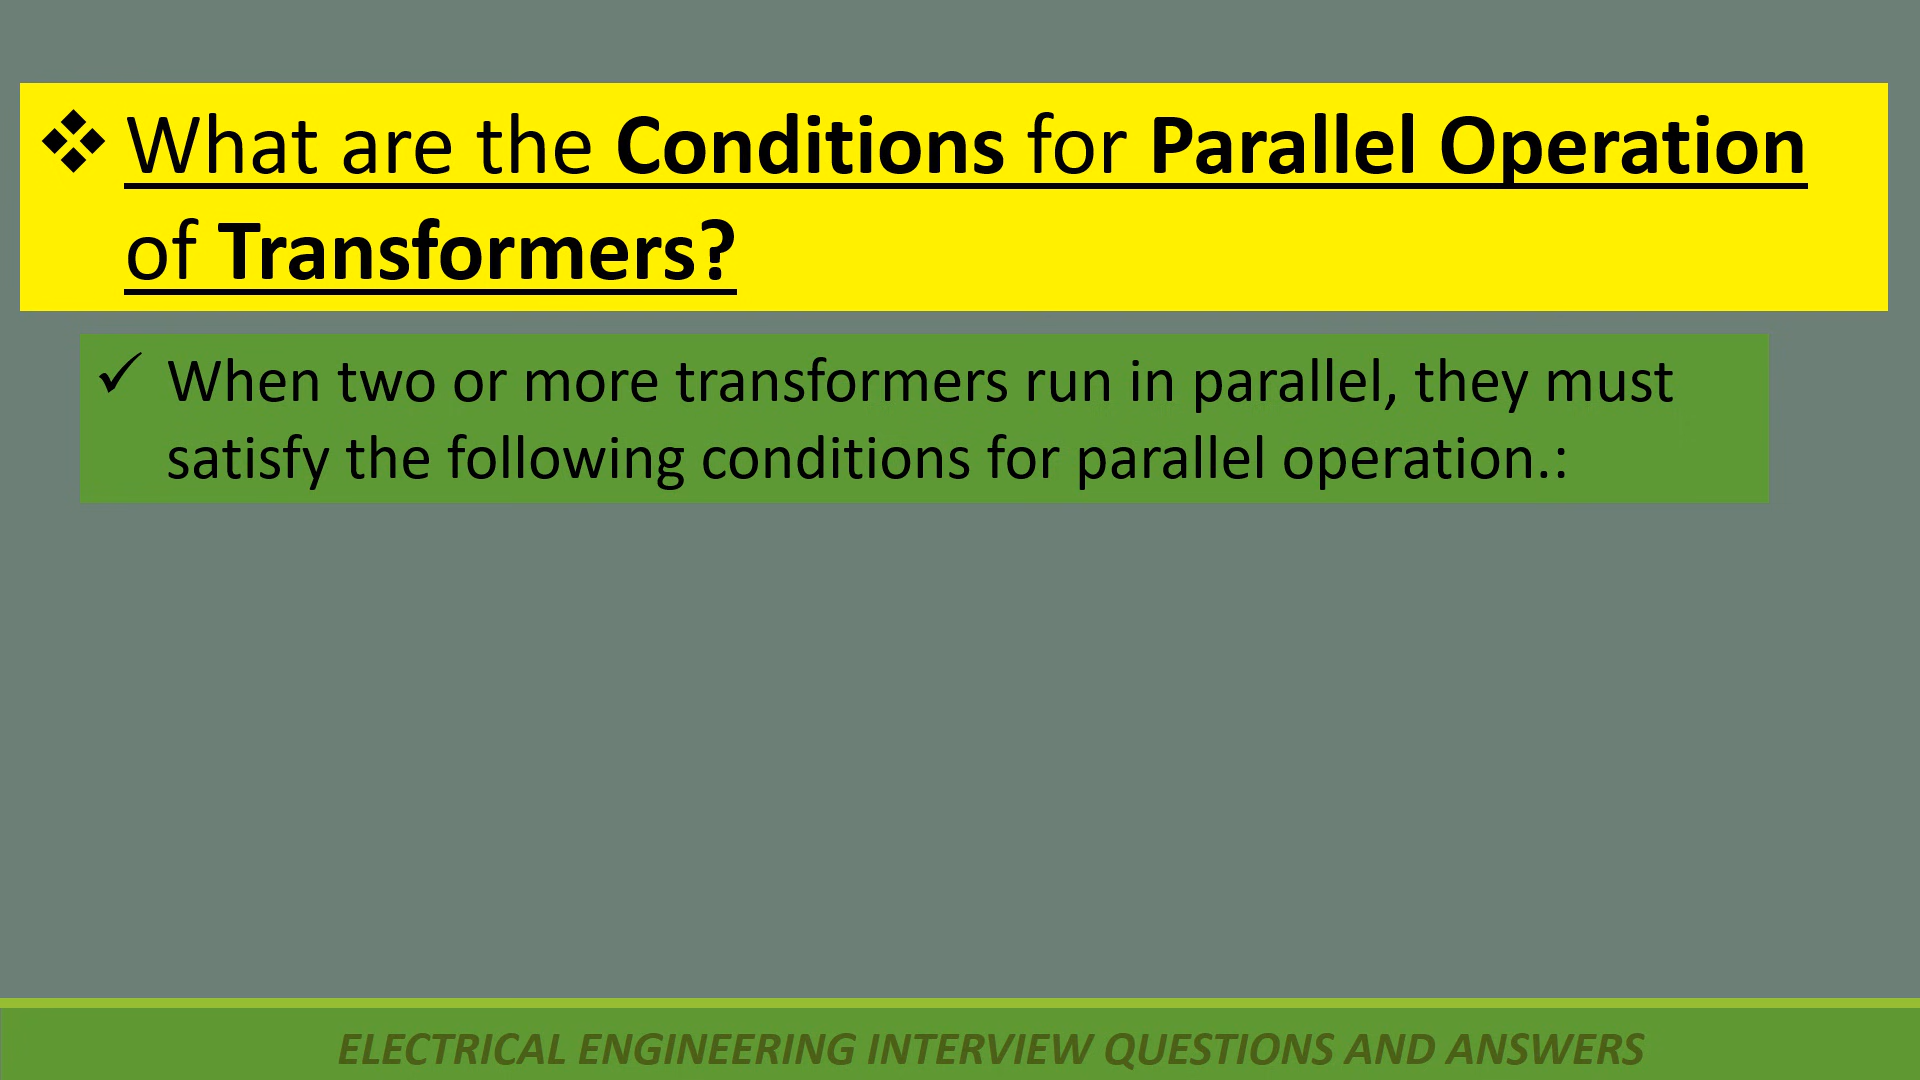 ❖ What are the Conditions for Parallel Operation
of Transformers?
✓ When two or more transformers run in parallel, they must
satisfy the following conditions for parallel operation.:
ELECTRICAL ENGINEERING INTERVIEW QUESTIONS AND ANSWERS